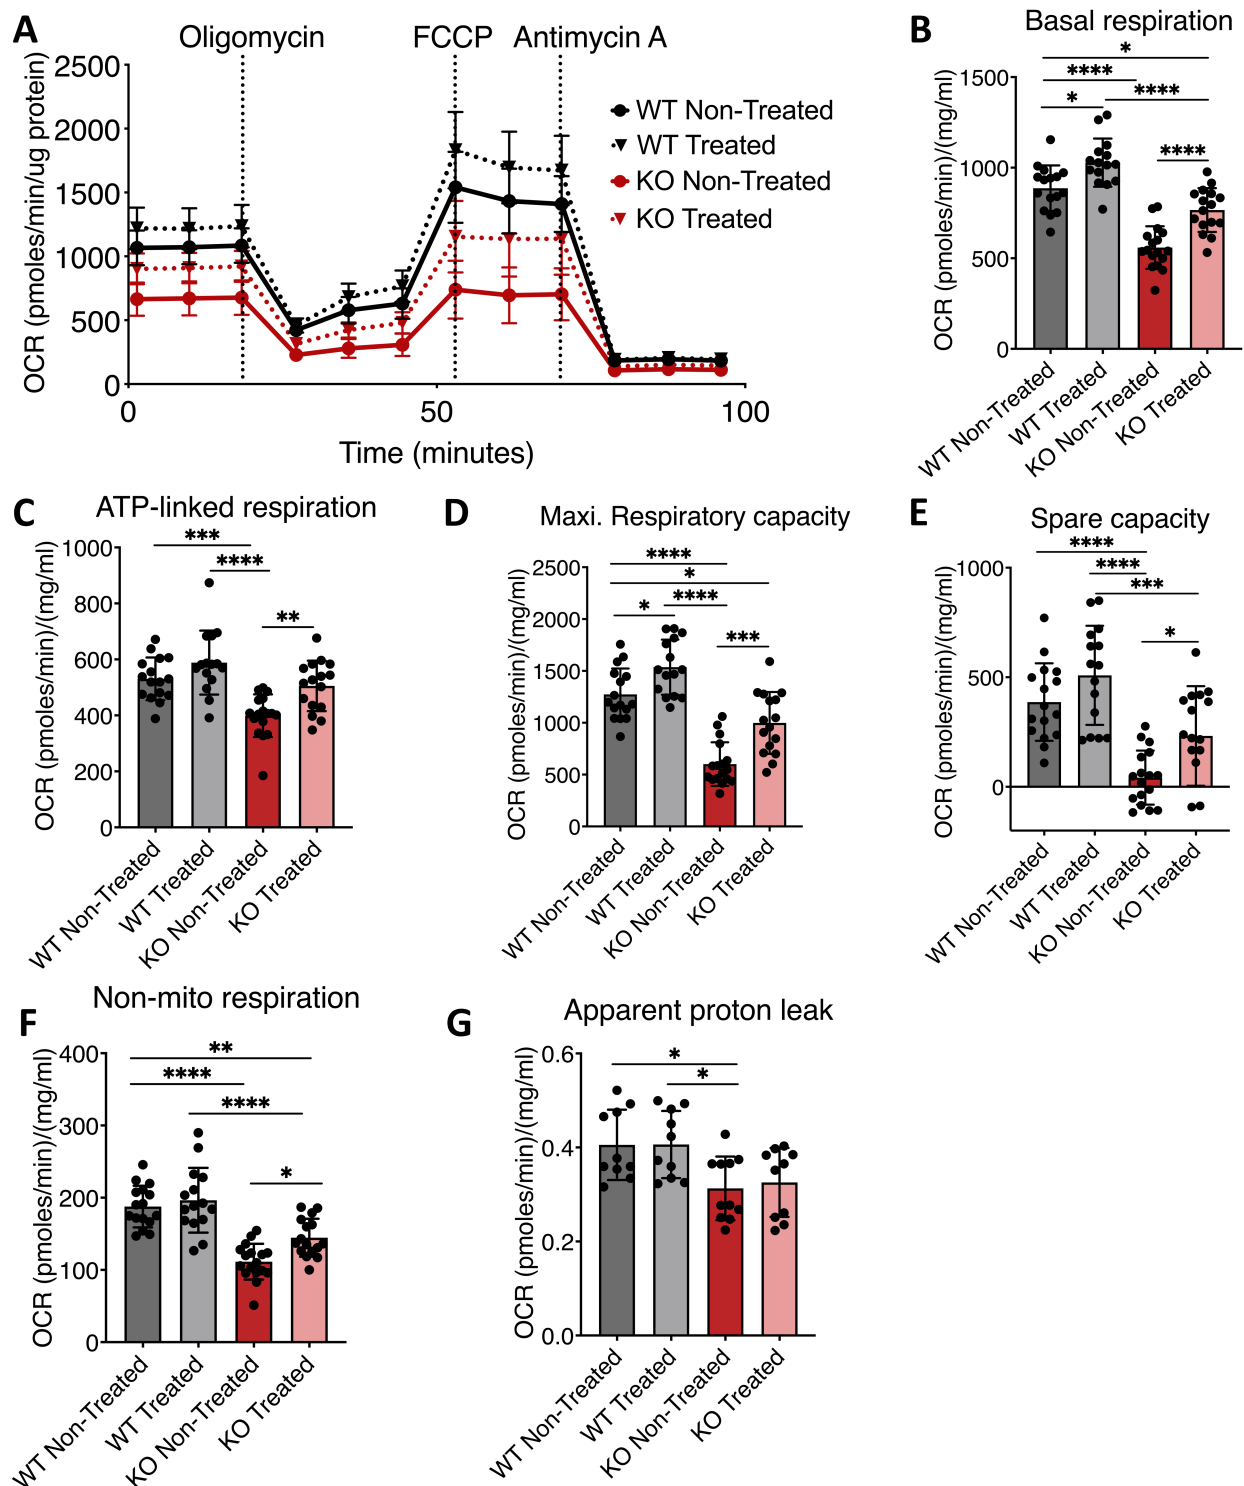 A
Oligomycin
FCCP
Antimycin A
OCR (pmoles/min/ug protein)
2500
2000
1500
1000
500
0
0
50
100
Time (minutes)
WT Non-Treated
WT Treated
KO Non-Treated
KO Treated
B
Basal respiration
*
****
* ****
****
OCR (pmoles/min)/(mg/ml)
1500
1000
500
0
WT Non-Treated
WT Treated
KO Non-Treated
KO Treated
C
ATP-linked respiration
***
****
**
OCR (pmoles/min)/(mg/ml)
1000
800
600
400
200
0
WT Non-Treated
WT Treated
KO Non-Treated
KO Treated
D
Maxi. Respiratory capacity
****
*
* ****
***
OCR (pmoles/min)/(mg/ml)
2500
2000
1500
1000
500
0
WT Non-Treated
WT Treated
KO Non-Treated
KO Treated
E
Spare capacity
****
****
***
*
OCR (pmoles/min)/(mg/ml)
1000
500
0
WT Non-Treated
WT Treated
KO Non-Treated
KO Treated
F
Non-mito respiration
**
****
****
*
OCR (pmoles/min)/(mg/ml)
400
300
200
100
0
WT Non-Treated
WT Treated
KO Non-Treated
KO Treated
G
Apparent proton leak
*
*
OCR (pmoles/min)/(mg/ml)
0.6
0.4
0.2
0.0
WT Non-Treated
WT Treated
KO Non-Treated
KO Treated